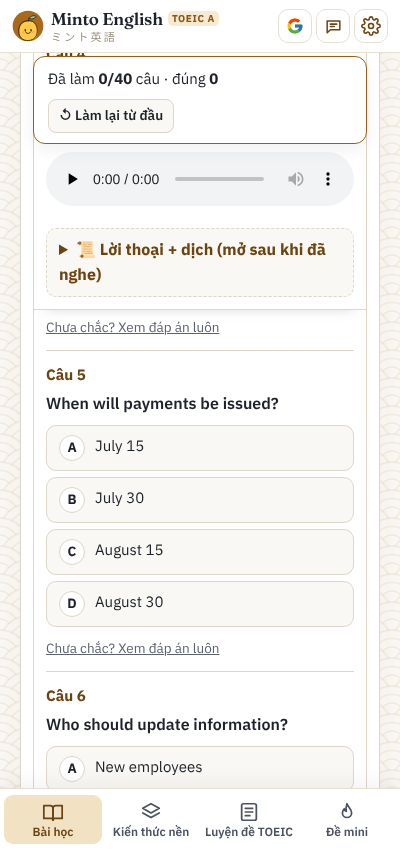 Minto English TOEIC A
ミント英語
Đã làm 0/40 câu · đúng 0
Làm lại từ đầu
0:00 / 0:00
Lời thoại + dịch (mở sau khi đã
nghe)
Chưa chắc? Xem đáp án luôn
Câu 5
When will payments be issued?
A July 15
B July 30
C August 15
D August 30
Chưa chắc? Xem đáp án luôn
Câu 6
Who should update information?
A New employees
Bài học
Kiến thức nền
Luyện đề TOEIC
Đề mini